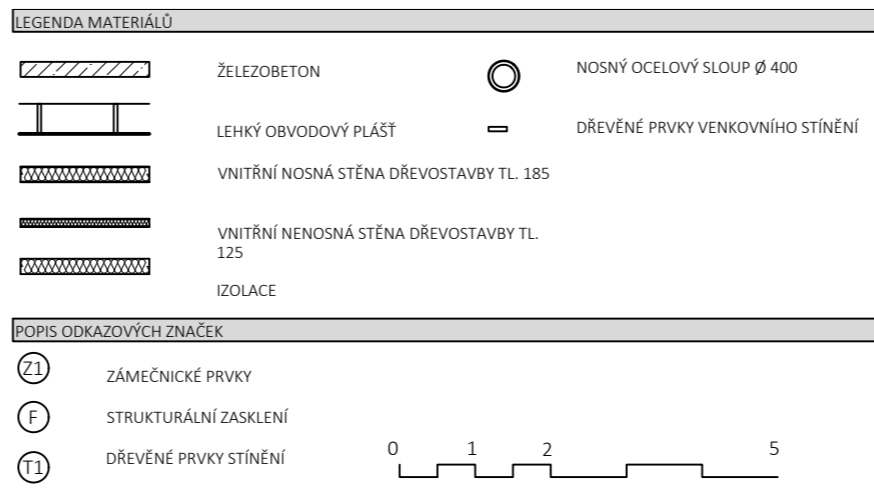 LEGENDA MATERIÁLŮ
ŽELEZOBETON
NOSNÝ OCELOVÝ SLOUP Ø 400
LEHKÝ OBVODOVÝ PLÁŠŤ
DŘEVĚNÉ PRVKY VENKOVNÍHO STÍNĚNÍ
VNITŘNÍ NOSNÁ STĚNA DŘEVOSTAVBY TL. 185
VNITŘNÍ NENOSNÁ STĚNA DŘEVOSTAVBY TL.
125
IZOLACE
POPIS ODKAZOVÝCH ZNAČEK
Z1 ZÁMEČNICKÉ PRVKY
F STRUKTURÁLNÍ ZASKLENÍ
T1 DŘEVĚNÉ PRVKY STÍNĚNÍ
0 1 2 5